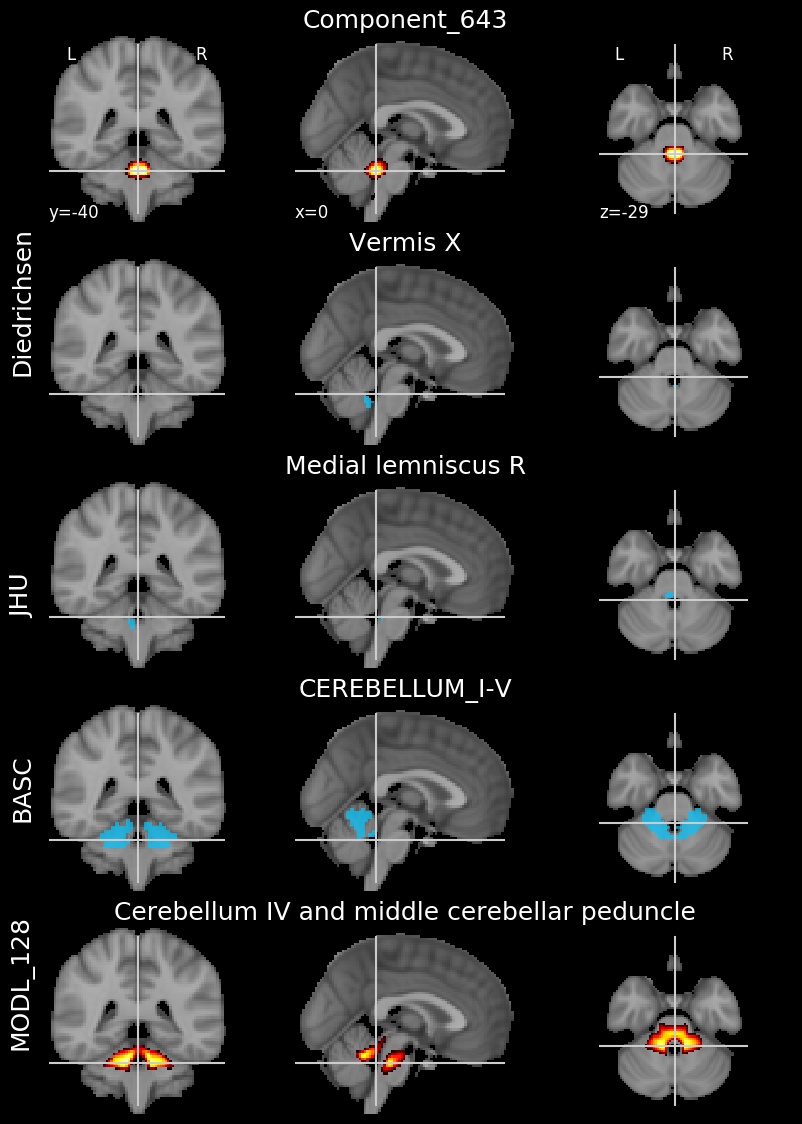 Component_643
L R L R
y=-40 x=0 z=-29
Diedrichsen
Vermis X
JHU
Medial lemniscus R
BASC
CEREBELLUM_I-V
MODL_128
Cerebellum IV and middle cerebellar peduncle